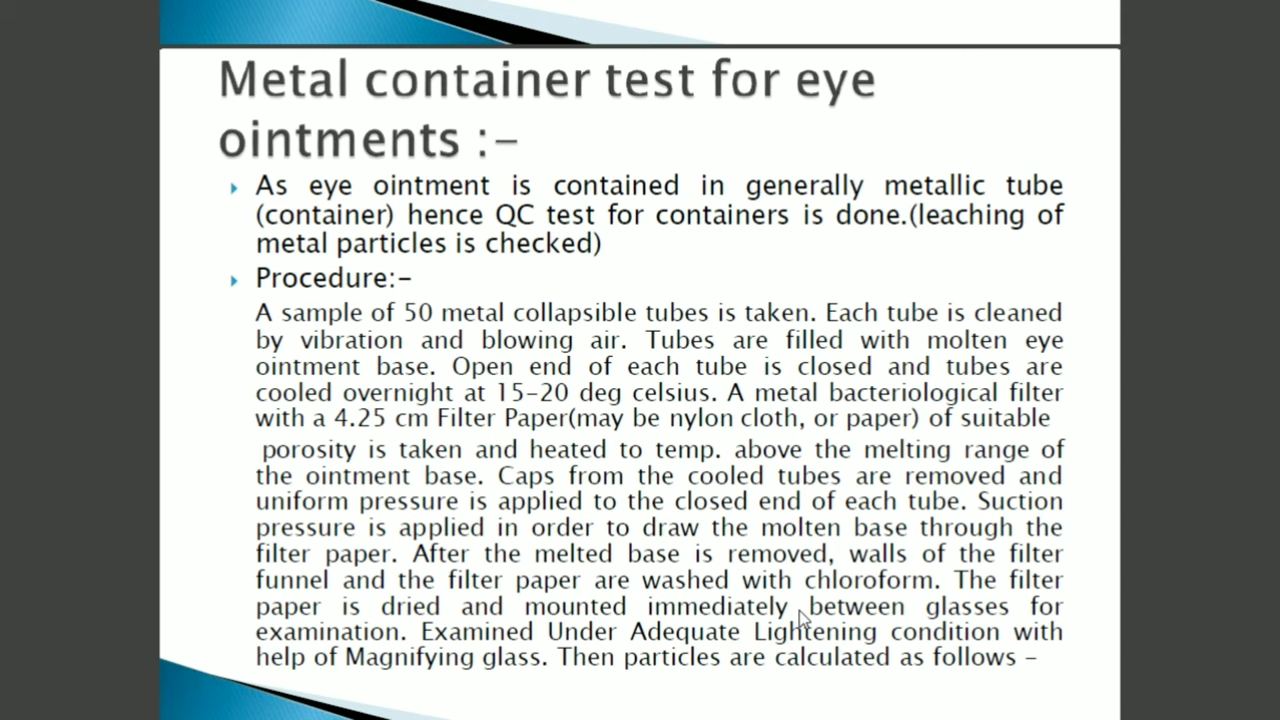 Metal container test for eye
ointments :-
As eye ointment is contained in generally metallic tube
(container) hence QC test for containers is done.(leaching of
metal particles is checked)
Procedure:-
A sample of 50 metal collapsible tubes is taken. Each tube is cleaned
by vibration and blowing air. Tubes are filled with molten eye
ointment base. Open end of each tube is closed and tubes are
cooled overnight at 15-20 deg celsius. A metal bacteriological filter
with a 4.25 cm Filter Paper(may be nylon cloth, or paper) of suitable
porosity is taken and heated to temp. above the melting range of
the ointment base. Caps from the cooled tubes are removed and
uniform pressure is applied to the closed end of each tube. Suction
pressure is applied in order to draw the molten base through the
filter paper. After the melted base is removed, walls of the filter
funnel and the filter paper are washed with chloroform. The filter
paper is dried and mounted immediately between glasses for
examination. Examined Under Adequate Lightening condition with
help of Magnifying glass. Then particles are calculated as follows -